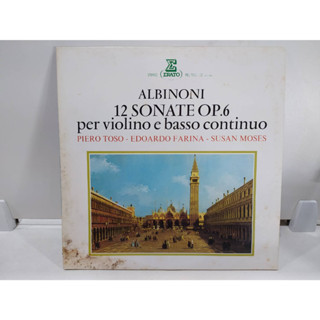 ERATO
ALBINONI
12 SONATE OP.6
per violino e basso continuo
PIERO TOSO - EDOARDO FARINA - SUSAN MOSES